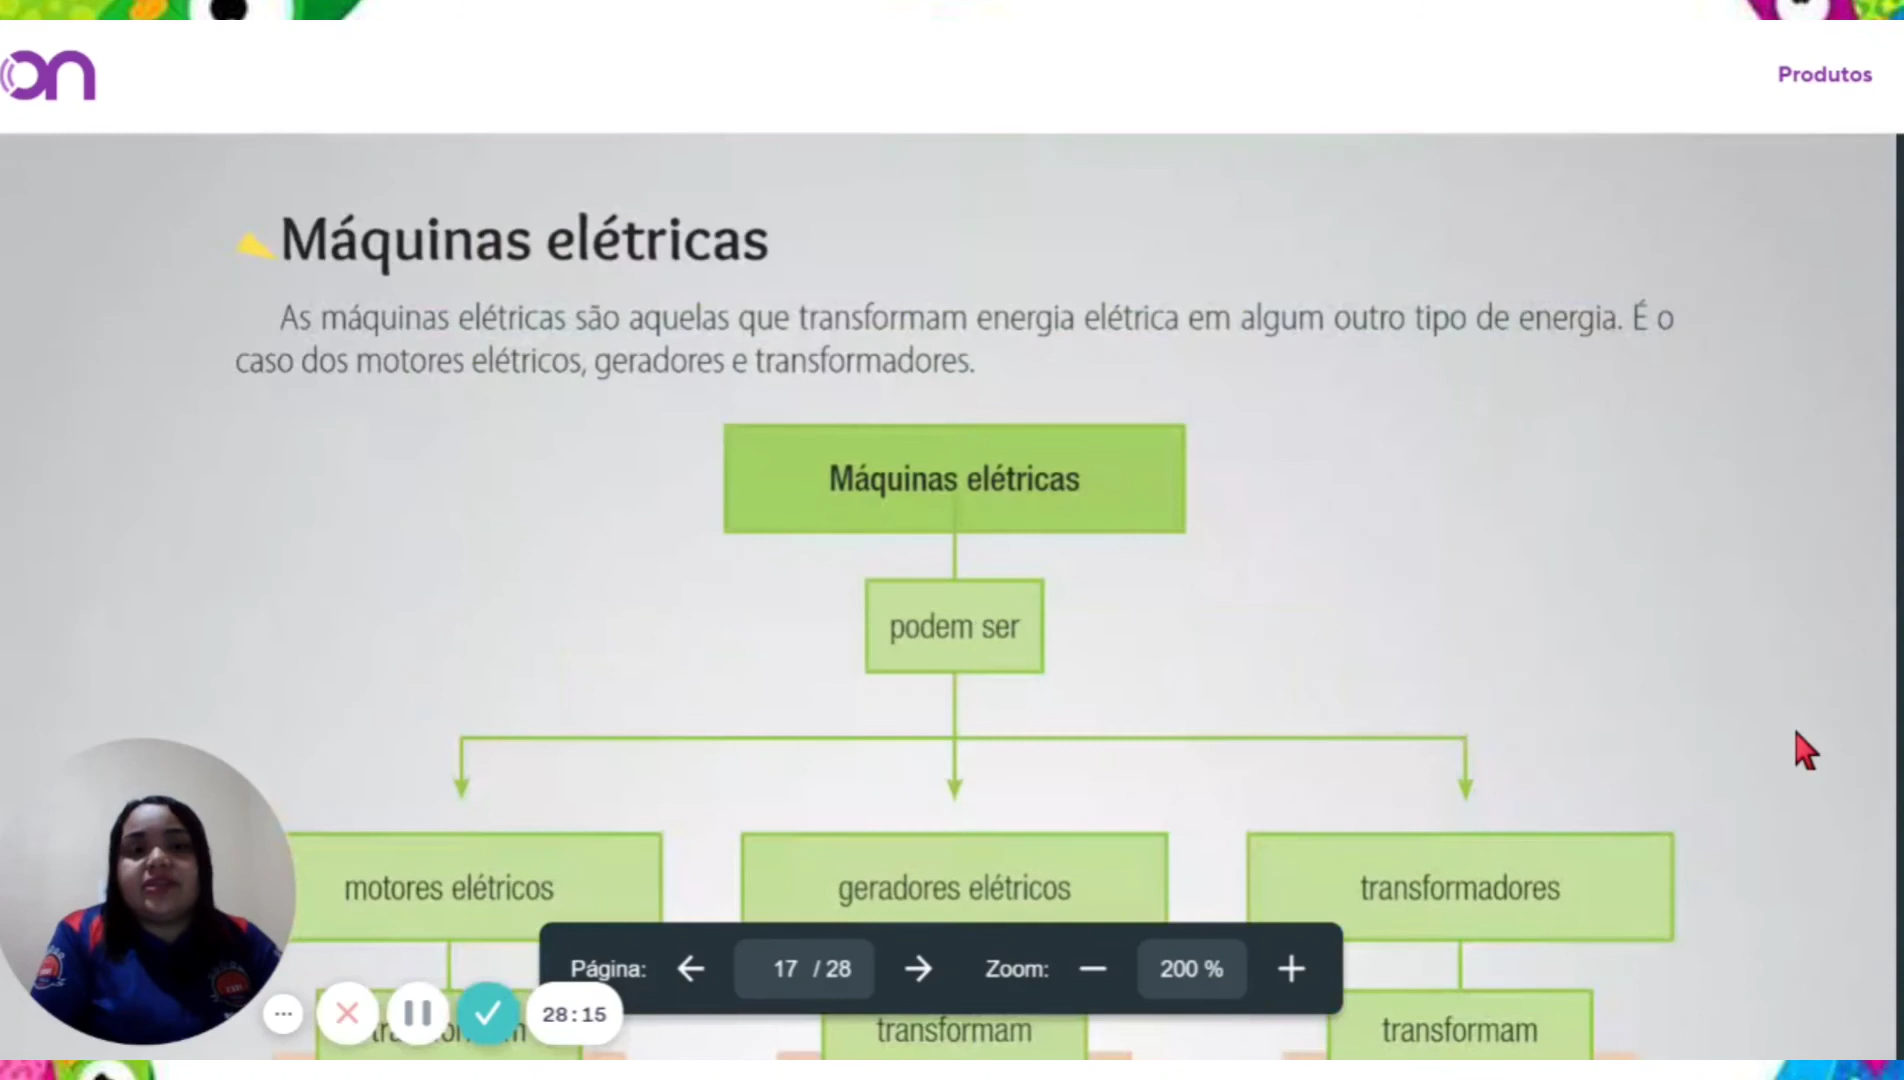 on
Produtos
Máquinas elétricas
As máquinas elétricas são aquelas que transformam energia elétrica em algum outro tipo de energia. É o
caso dos motores elétricos, geradores e transformadores.
Máquinas elétricas
podem ser
motores elétricos
geradores elétricos
transformadores
Página:
17 / 28
Zoom:
200 %
28:15
transformam
transformam